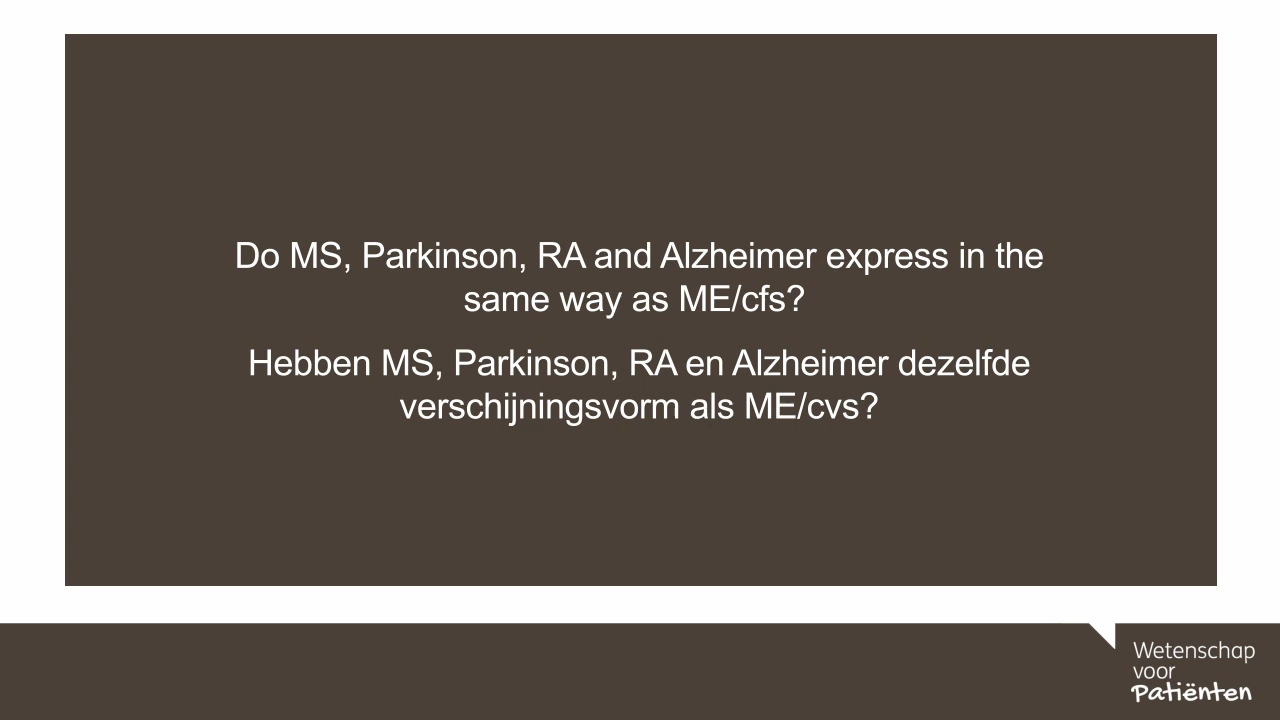 Do MS, Parkinson, RA and Alzheimer express in the
same way as ME/cfs?
Hebben MS, Parkinson, RA en Alzheimer dezelfde
verschijningsvorm als ME/cvs?
Wetenschap
voor
Patiënten